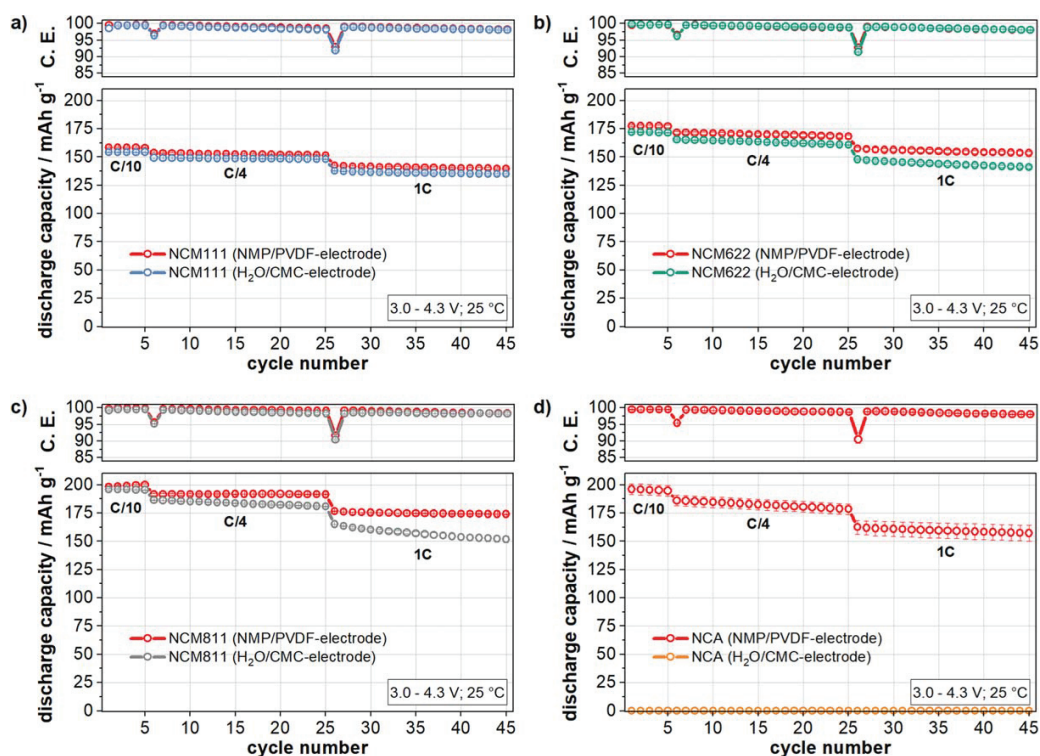 a)
C. E.
100
95
90
85
discharge capacity / mAh g⁻¹
200
175
150
125
100
75
50
25
0
C/10
C/4
1C
NCM111 (NMP/PVDF-electrode)
NCM111 (H₂O/CMC-electrode)
3.0 - 4.3 V; 25 °C
5 10 15 20 25 30 35 40 45
cycle number
b)
C. E.
100
95
90
85
discharge capacity / mAh g⁻¹
200
175
150
125
100
75
50
25
0
C/10
C/4
1C
NCM622 (NMP/PVDF-electrode)
NCM622 (H₂O/CMC-electrode)
3.0 - 4.3 V; 25 °C
5 10 15 20 25 30 35 40 45
cycle number
c)
C. E.
100
95
90
85
discharge capacity / mAh g⁻¹
200
175
150
125
100
75
50
25
0
C/10
C/4
1C
NCM811 (NMP/PVDF-electrode)
NCM811 (H₂O/CMC-electrode)
3.0 - 4.3 V; 25 °C
5 10 15 20 25 30 35 40 45
cycle number
d)
C. E.
100
95
90
85
discharge capacity / mAh g⁻¹
200
175
150
125
100
75
50
25
0
C/10
C/4
1C
NCA (NMP/PVDF-electrode)
NCA (H₂O/CMC-electrode)
3.0 - 4.3 V; 25 °C
5 10 15 20 25 30 35 40 45
cycle number